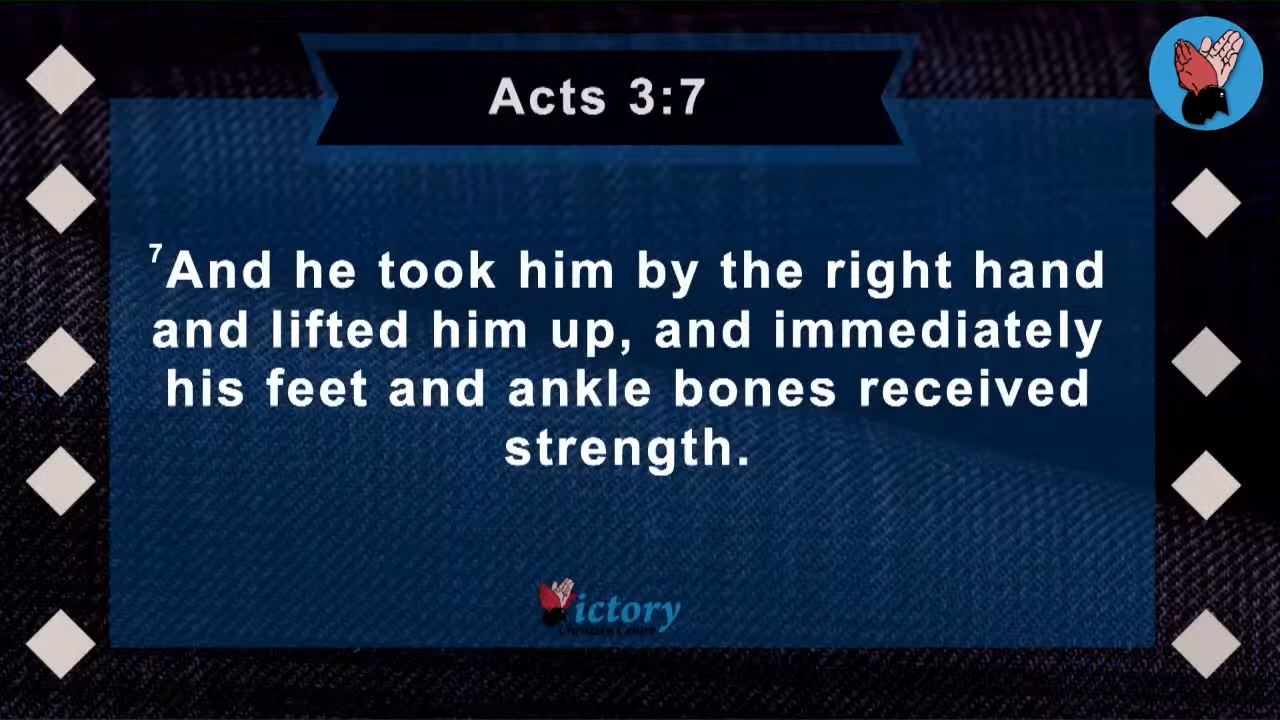 Acts 3:7
7And he took him by the right hand
and lifted him up, and immediately
his feet and ankle bones received
strength.
ictory